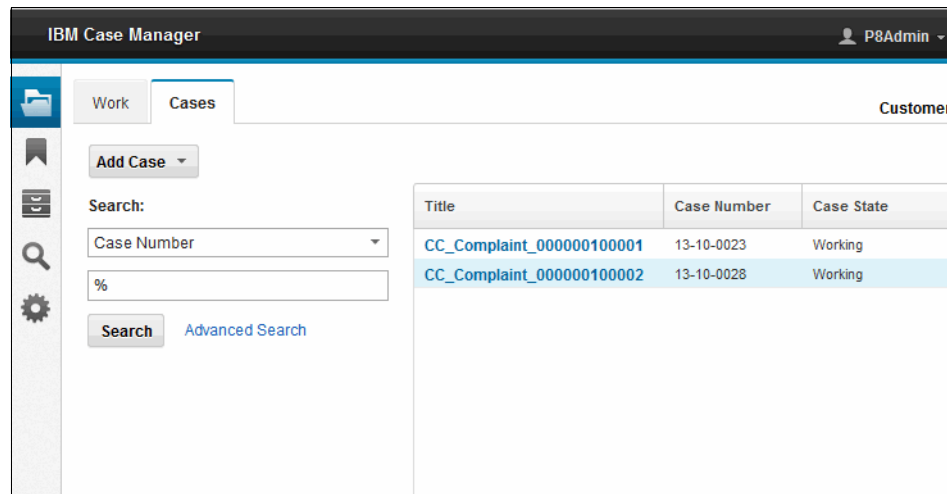 IBM Case Manager
P8Admin
Work Cases
Customer
Add Case
Search:
Case Number
%
Search Advanced Search
Title Case Number Case State
CC_Complaint_000000100001 13-10-0023 Working
CC_Complaint_000000100002 13-10-0028 Working